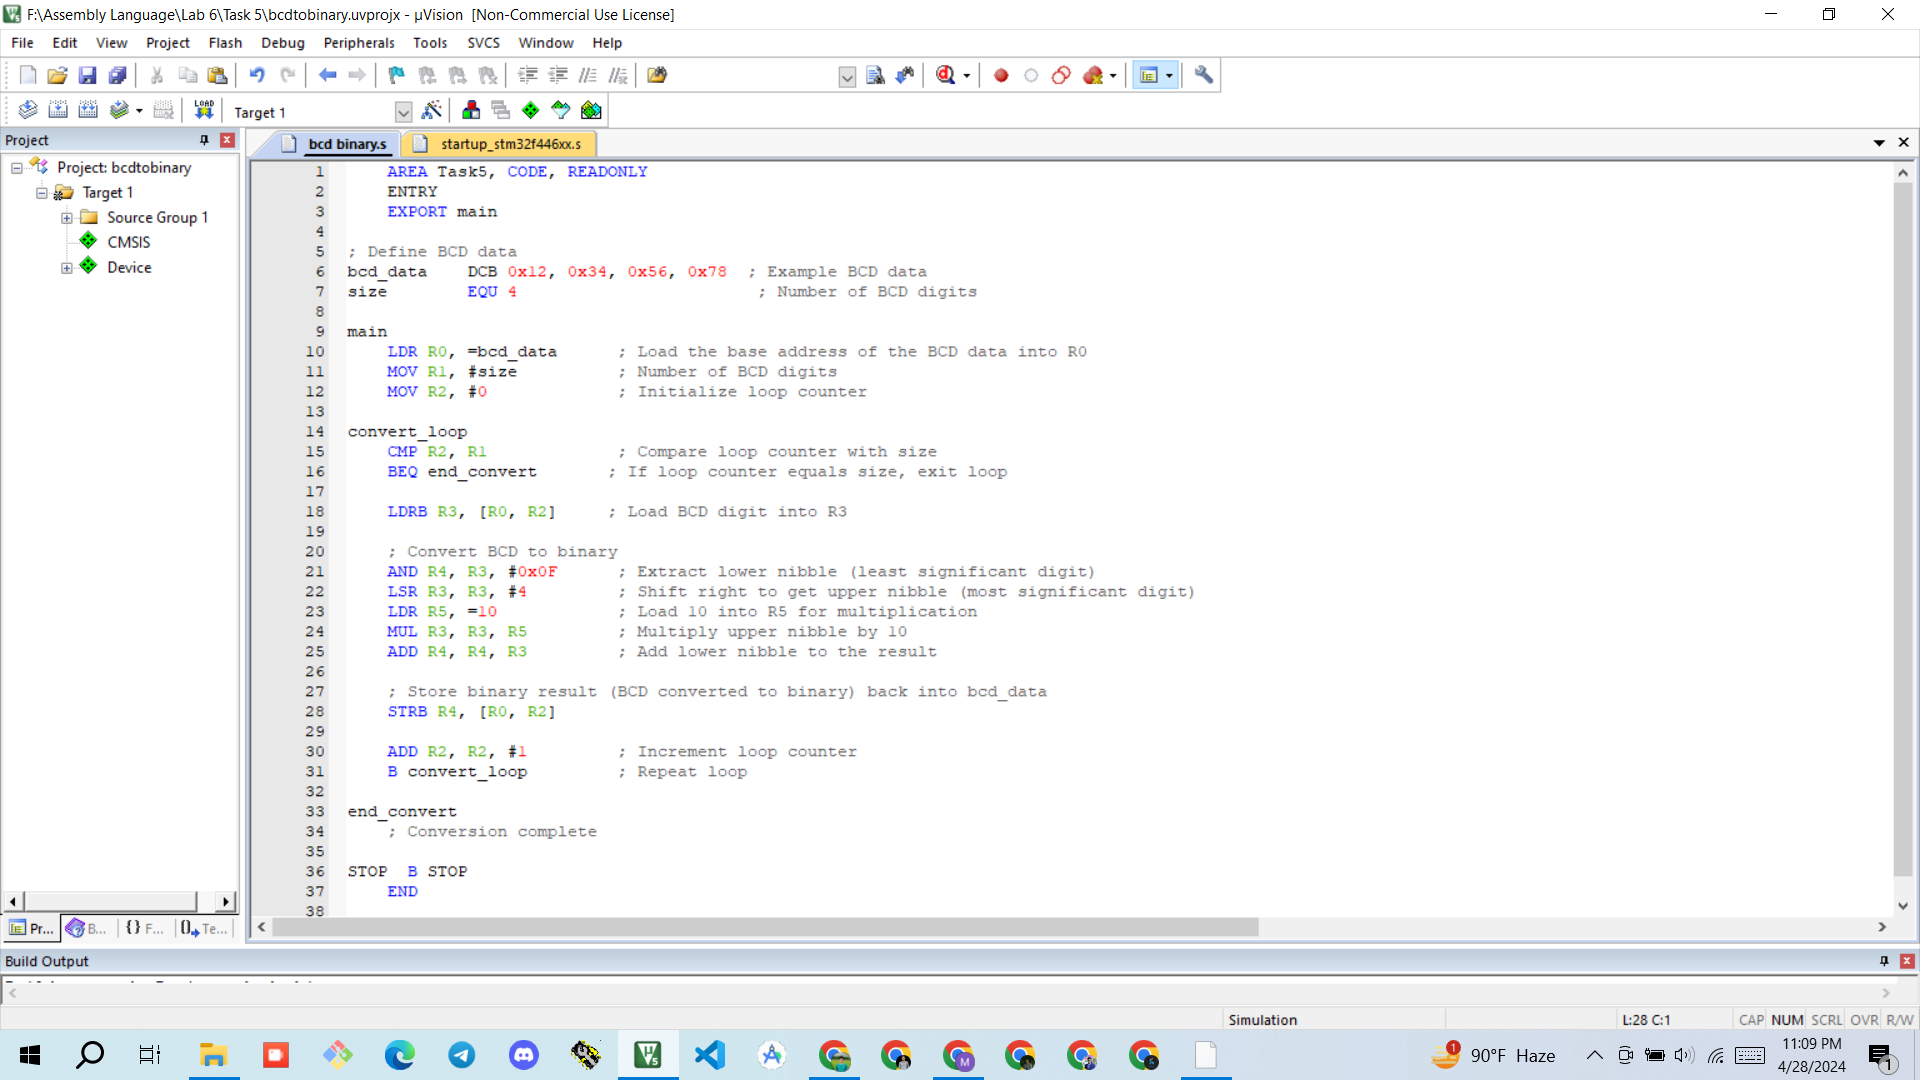 F:\Assembly Language\Lab 6\Task 5\bcdtobinary.uvprojx - µVision  [Non-Commercial Use License]
File Edit View Project Flash Debug Peripherals Tools SVCS Window Help
LOAD Target 1
Project
bcd binary.s startup_stm32f446xx.s
Project: bcdtobinary
Target 1
Source Group 1
CMSIS
Device
1     AREA Task5, CODE, READONLY
2     ENTRY
3     EXPORT main
4
5 ; Define BCD data
6 bcd_data    DCB 0x12, 0x34, 0x56, 0x78  ; Example BCD data
7 size        EQU 4                        ; Number of BCD digits
8
9 main
10     LDR R0, =bcd_data      ; Load the base address of the BCD data into R0
11     MOV R1, #size          ; Number of BCD digits
12     MOV R2, #0             ; Initialize loop counter
13
14 convert_loop
15     CMP R2, R1             ; Compare loop counter with size
16     BEQ end_convert       ; If loop counter equals size, exit loop
17
18     LDRB R3, [R0, R2]     ; Load BCD digit into R3
19
20     ; Convert BCD to binary
21     AND R4, R3, #0x0F      ; Extract lower nibble (least significant digit)
22     LSR R3, R3, #4         ; Shift right to get upper nibble (most significant digit)
23     LDR R5, =10            ; Load 10 into R5 for multiplication
24     MUL R3, R3, R5         ; Multiply upper nibble by 10
25     ADD R4, R4, R3         ; Add lower nibble to the result
26
27     ; Store binary result (BCD converted to binary) back into bcd_data
28     STRB R4, [R0, R2]
29
30     ADD R2, R2, #1         ; Increment loop counter
31     B convert_loop         ; Repeat loop
32
33 end_convert
34     ; Conversion complete
35
36 STOP  B STOP
37     END
38
Pr... B... {} F... Te...
Build Output
Simulation L:28 C:1 CAP NUM SCRL OVR R/W
1 90°F Haze 11:09 PM
4/28/2024 1